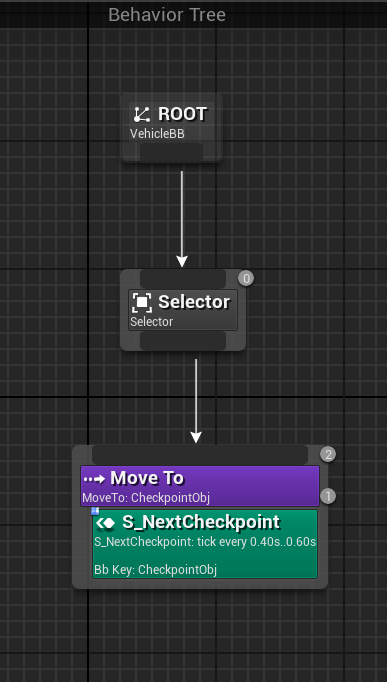 Behavior Tree
ROOT
VehicleBB
0
Selector
Selector
2
Move To
MoveTo: CheckpointObj
1
S_NextCheckpoint
S_NextCheckpoint: tick every 0.40s..0.60s
Bb Key: CheckpointObj